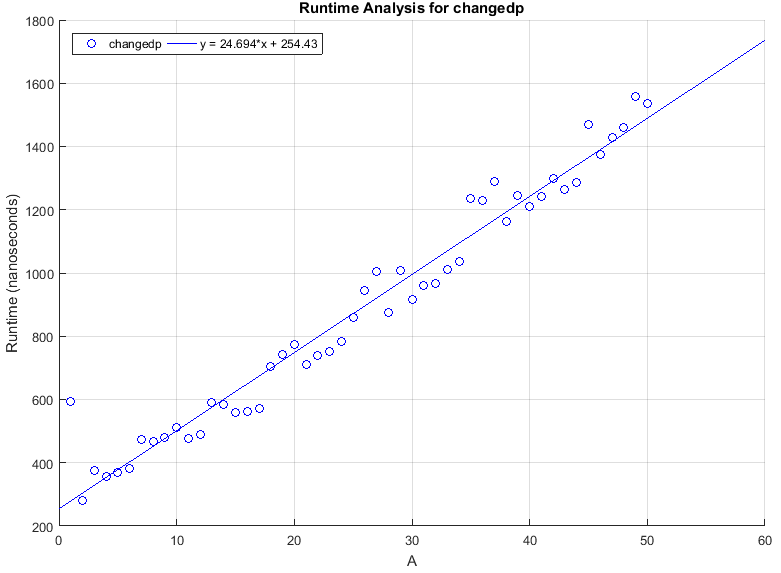 Runtime Analysis for changedp
changedp y = 24.694*x + 254.43
1800
1600
1400
1200
1000
800
600
400
200
Runtime (nanoseconds)
0 10 20 30 40 50 60
A